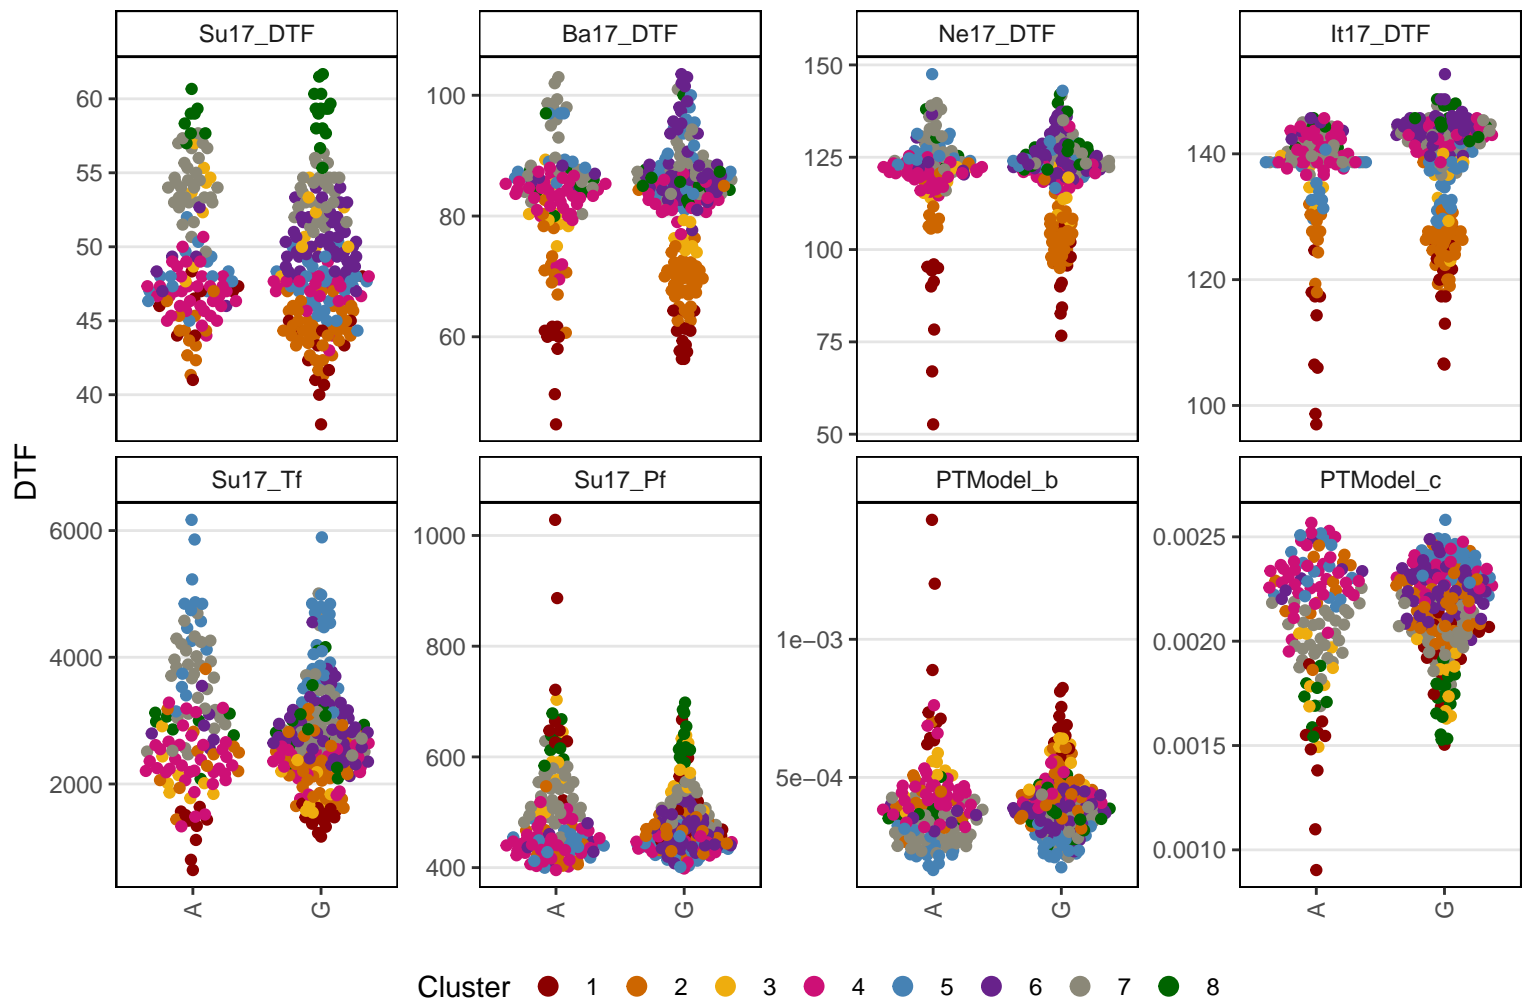 Su17_DTF
Ba17_DTF
Ne17_DTF
It17_DTF
60
55
50
45
40
100
80
60
150
125
100
75
50
140
120
100
DTF
Su17_Tf
Su17_Pf
PTModel_b
PTModel_c
6000
4000
2000
1000
800
600
400
1e−03
5e−04
0.0025
0.0020
0.0015
0.0010
A
G
A
G
A
G
A
G
Cluster 1 2 3 4 5 6 7 8